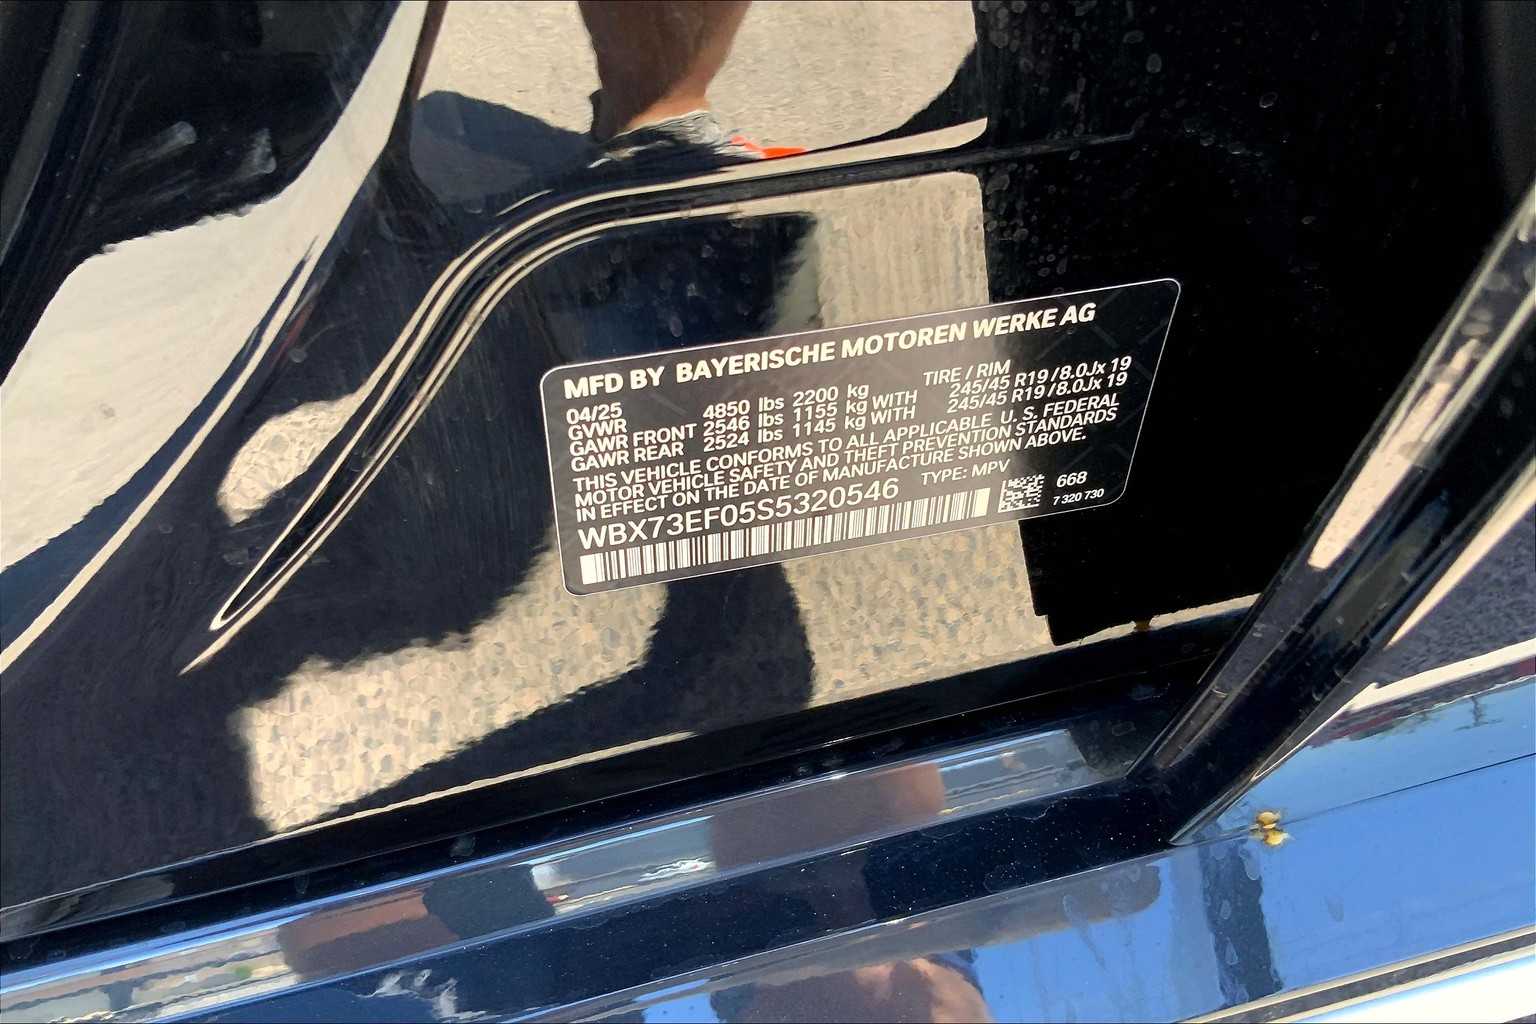 MFD BY BAYERISCHE MOTOREN WERKE AG
04/25 TIRE / RIM
GVWR 4850 lbs 2200 kg
GAWR FRONT 2546 lbs 1155 kg WITH 245/45 R19 / 8.0Jx 19
GAWR REAR 2524 lbs 1145 kg WITH 245/45 R19 / 8.0Jx 19
THIS VEHICLE CONFORMS TO ALL APPLICABLE U. S. FEDERAL
MOTOR VEHICLE SAFETY AND THEFT PREVENTION STANDARDS
IN EFFECT ON THE DATE OF MANUFACTURE SHOWN ABOVE.
WBX73EF05S5320546 TYPE: MPV
668
7 320 730